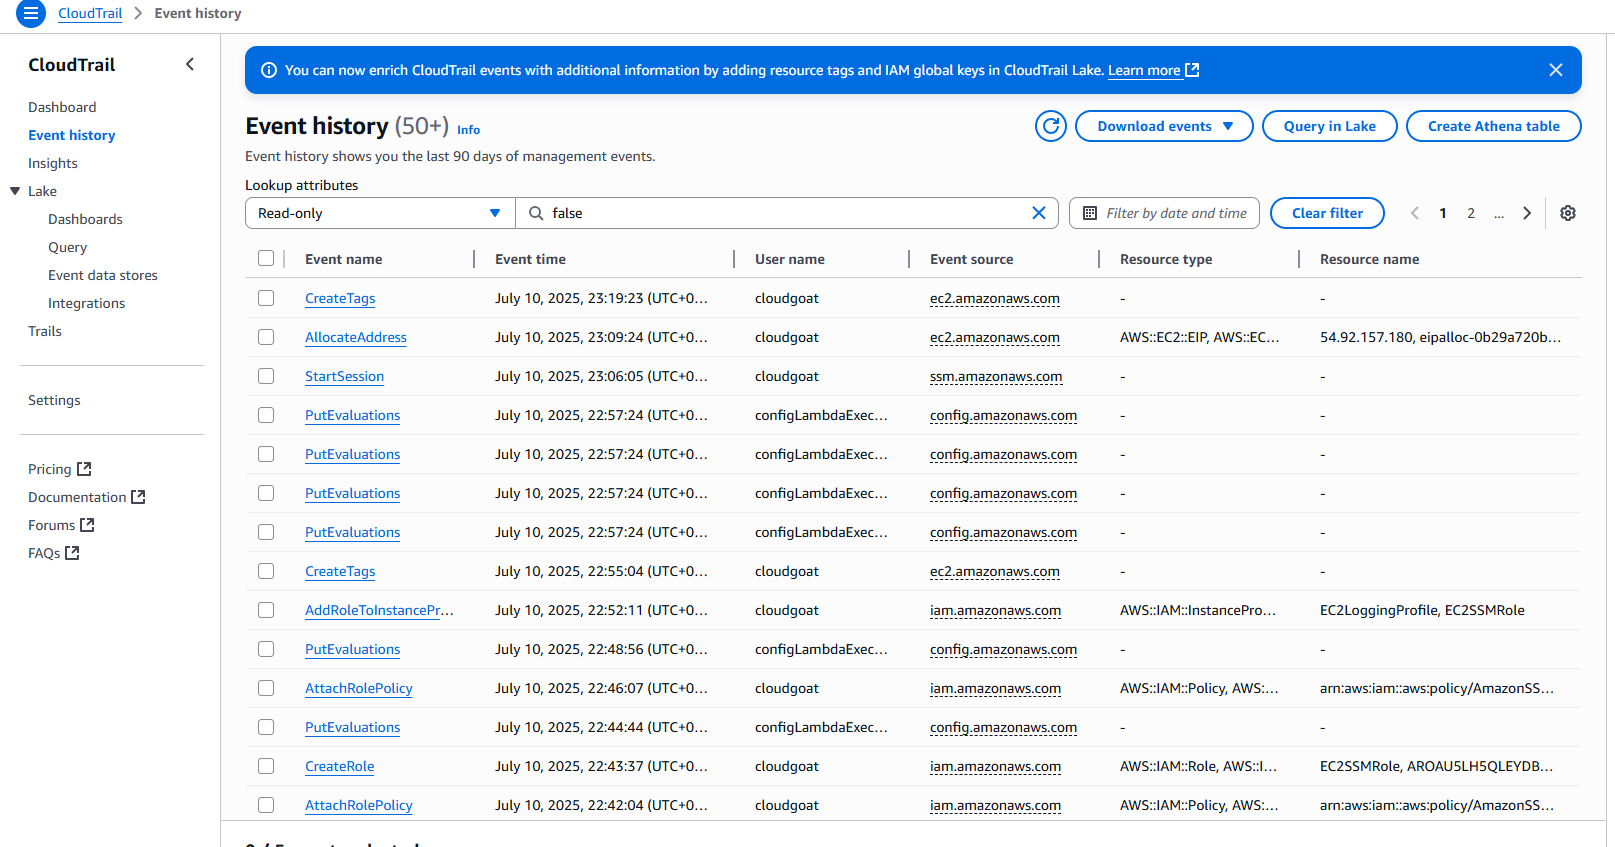 CloudTrail > Event history
CloudTrail
Dashboard
Event history
Insights
Lake
Dashboards
Query
Event data stores
Integrations
Trails
Settings
Pricing
Documentation
Forums
FAQs
You can now enrich CloudTrail events with additional information by adding resource tags and IAM global keys in CloudTrail Lake. Learn more
Event history (50+) Info
Download events
Query in Lake
Create Athena table
Event history shows you the last 90 days of management events.
Lookup attributes
Read-only
false
Filter by date and time
Clear filter
1 2 ...
Event name Event time User name Event source Resource type Resource name
CreateTags July 10, 2025, 23:19:23 (UTC+0... cloudgoat ec2.amazonaws.com - -
AllocateAddress July 10, 2025, 23:09:24 (UTC+0... cloudgoat ec2.amazonaws.com AWS::EC2::EIP, AWS::EC... 54.92.157.180, eipalloc-0b29a720b...
StartSession July 10, 2025, 23:06:05 (UTC+0... cloudgoat ssm.amazonaws.com - -
PutEvaluations July 10, 2025, 22:57:24 (UTC+0... configLambdaExec... config.amazonaws.com - -
PutEvaluations July 10, 2025, 22:57:24 (UTC+0... configLambdaExec... config.amazonaws.com - -
PutEvaluations July 10, 2025, 22:57:24 (UTC+0... configLambdaExec... config.amazonaws.com - -
PutEvaluations July 10, 2025, 22:57:24 (UTC+0... configLambdaExec... config.amazonaws.com - -
CreateTags July 10, 2025, 22:55:04 (UTC+0... cloudgoat ec2.amazonaws.com - -
AddRoleToInstancePr... July 10, 2025, 22:52:11 (UTC+0... cloudgoat iam.amazonaws.com AWS::IAM::InstancePro... EC2LoggingProfile, EC2SSMRole
PutEvaluations July 10, 2025, 22:48:56 (UTC+0... configLambdaExec... config.amazonaws.com - -
AttachRolePolicy July 10, 2025, 22:46:07 (UTC+0... cloudgoat iam.amazonaws.com AWS::IAM::Policy, AWS:... arn:aws:iam::aws:policy/AmazonSS...
PutEvaluations July 10, 2025, 22:44:44 (UTC+0... configLambdaExec... config.amazonaws.com - -
CreateRole July 10, 2025, 22:43:37 (UTC+0... cloudgoat iam.amazonaws.com AWS::IAM::Role, AWS::I... EC2SSMRole, AROAU5LH5QLEYDB...
AttachRolePolicy July 10, 2025, 22:42:04 (UTC+0... cloudgoat iam.amazonaws.com AWS::IAM::Policy, AWS:... arn:aws:iam::aws:policy/AmazonSS...